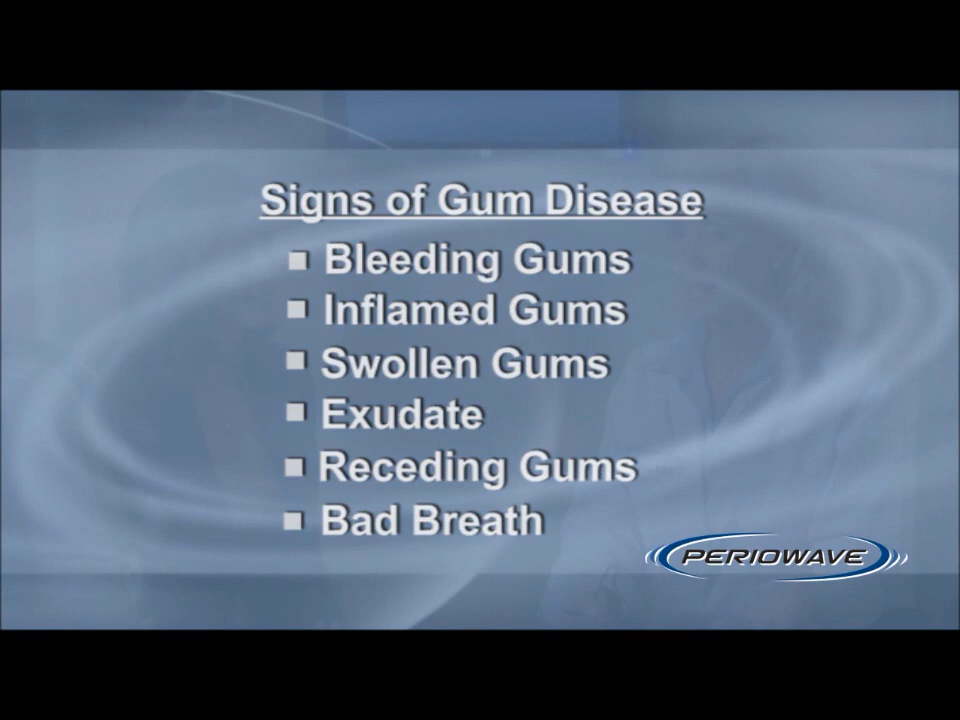 Signs of Gum Disease
Bleeding Gums
Inflamed Gums
Swollen Gums
Exudate
Receding Gums
Bad Breath
PERIOWAVE